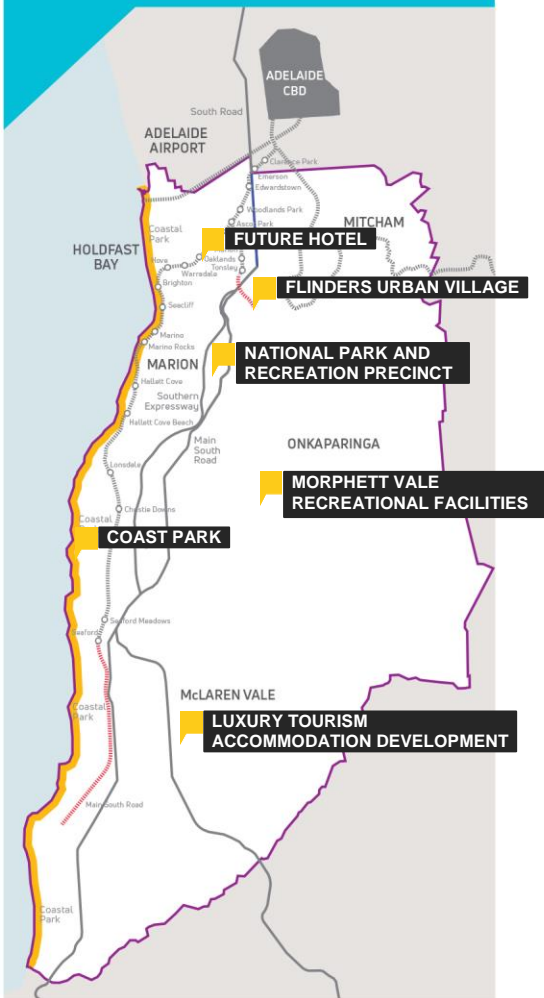 ADELAIDE
CBD
South Road
ADELAIDE
AIRPORT
Clarence Park
Emerson
Edwardstown
Woodlands Park
MITCHAM
Ascot Park
Coastal
Park
HOLDFAST
BAY
FUTURE HOTEL
Hove
Oaklands
Warradale
Tonsley
Brighton
FLINDERS URBAN VILLAGE
Seacliff
Marino
Marino Rocks
NATIONAL PARK AND
RECREATION PRECINCT
MARION
Hallett Cove
Southern
Expressway
Hallett Cove Beach
Main
South
Road
ONKAPARINGA
Lonsdale
MORPHETT VALE
RECREATIONAL FACILITIES
Christie Downs
Coastal
COAST PARK
Seaford Meadows
Seaford
McLAREN VALE
Coastal
Park
LUXURY TOURISM
ACCOMMODATION DEVELOPMENT
Main South Road
Coastal
Park